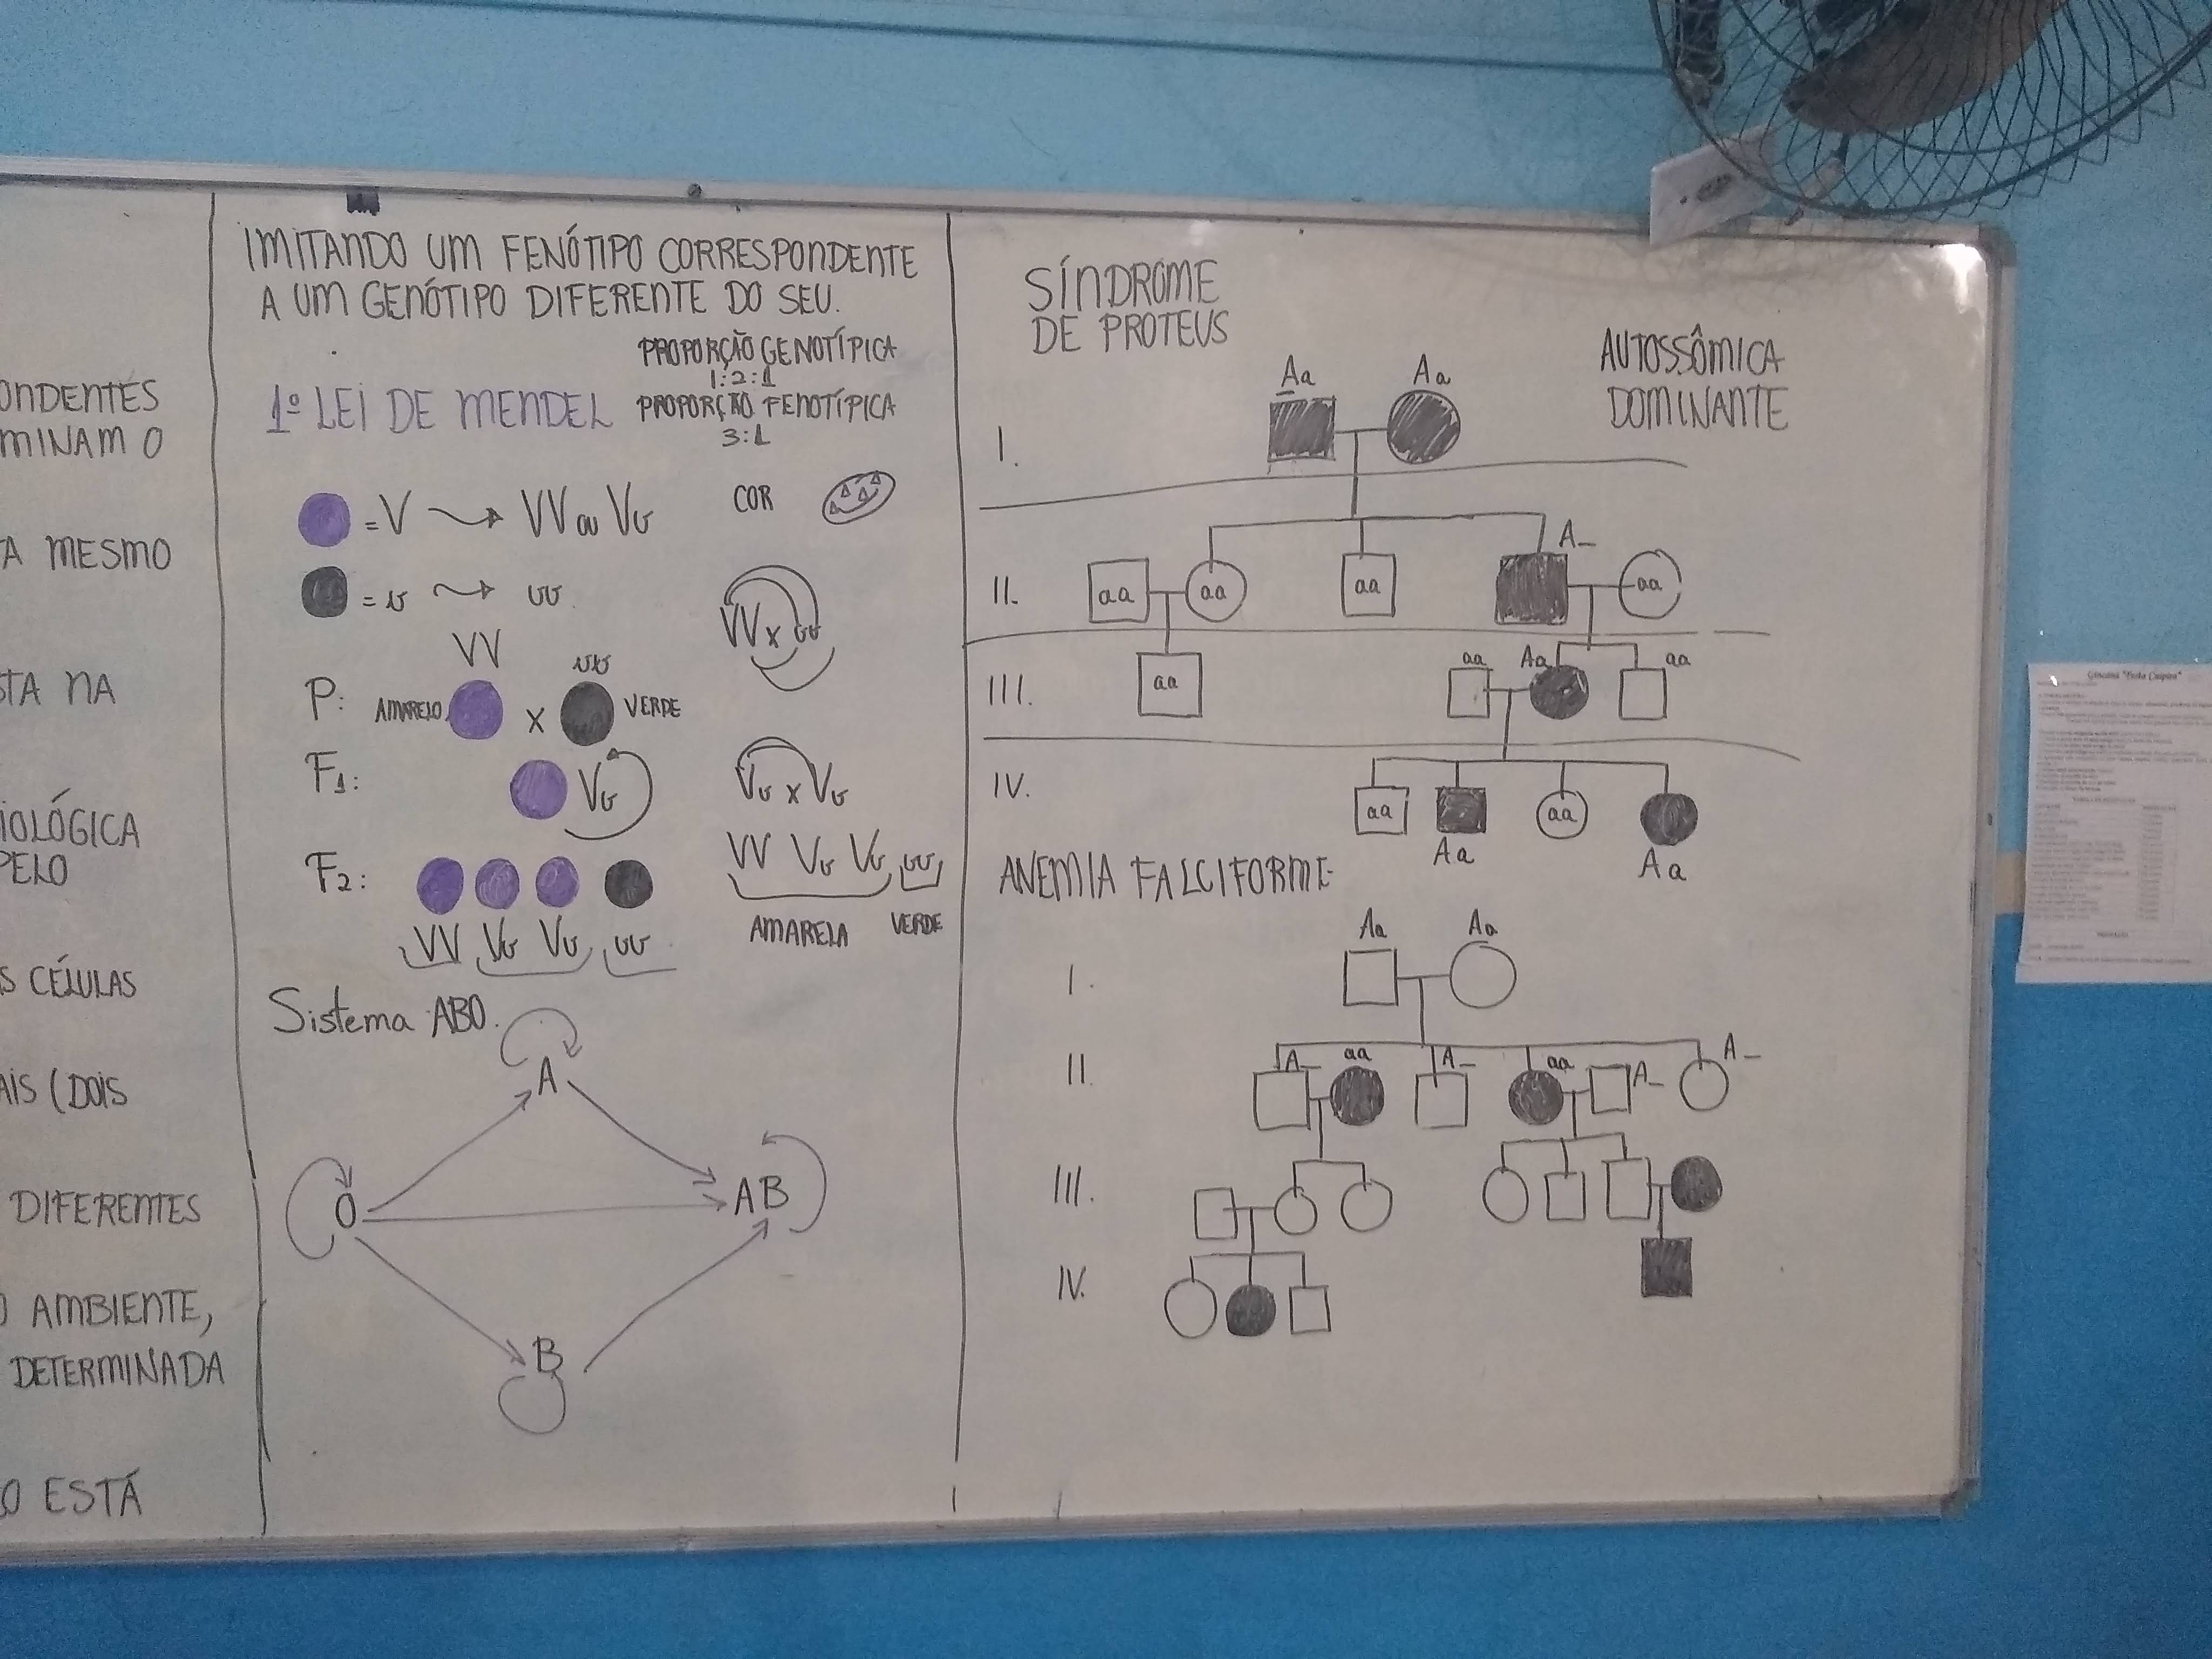 ONDENTES
MINAM O
A MESMO
STA NA
IOLÓGICA
PELO
S CÉLULAS
AIS (DOIS
DIFERENTES
O AMBIENTE,
DETERMINADA
O ESTÁ
IMITANDO UM FENÓTIPO CORRESPONDENTE
A UM GENÓTIPO DIFERENTE DO SEU.
PROPORÇÃO GENOTÍPICA
1:2:1
1º LEI DE MENDEL PROPORÇÃO FENOTÍPICA
3:1
= V VV ou Vv COR
= v vv
VV x vv
VV vv
P: AMARELO x VERDE
F1: Vv
Vv x Vv
F2: VV Vv Vv vv
AMARELA VERDE
VV Vv Vv vv
Sistema ABO.
A
O AB
B
SÍNDROME
DE PROTEUS
AUTOSSÔMICA
DOMINANTE
Aa Aa
I.
A_
II. aa aa aa aa
aa Aa aa
III. aa
IV. aa aa
Aa Aa
ANEMIA FALCIFORME
Aa Aa
I.
II A_ aa A_ aa A_ A_
III.
IV.
Gincana "Festa Caipira"